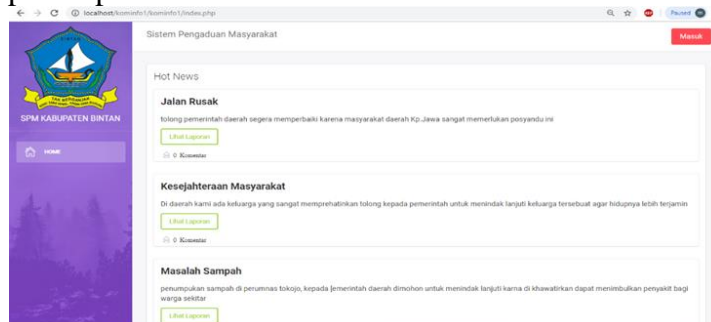 localhost/kominfo1/kominfo1/index.php
Paused
Sistem Pengaduan Masyarakat
Masuk
BINTAN
SPM KABUPATEN BINTAN
HOME
Hot News
Jalan Rusak
tolong pemerintah daerah segera memperbaiki karena masyarakat daerah Kp.Jawa sangat memerlukan posyandu ini
Lihat Laporan
0 Komentar
Kesejahteraan Masyarakat
Di daerah kami ada keluarga yang sangat memprehatinkan tolong kepada pemerintah untuk menindak lanjuti keluarga tersebuat agar hidupnya lebih terjamin
Lihat Laporan
0 Komentar
Masalah Sampah
penumpukan sampah di perumnas tokojo, kepada [emerintah daerah dimohon untuk menindak lanjuti karna di khawatirkan dapat menimbulkan penyakit bagi
warga sekitar
Lihat Laporan